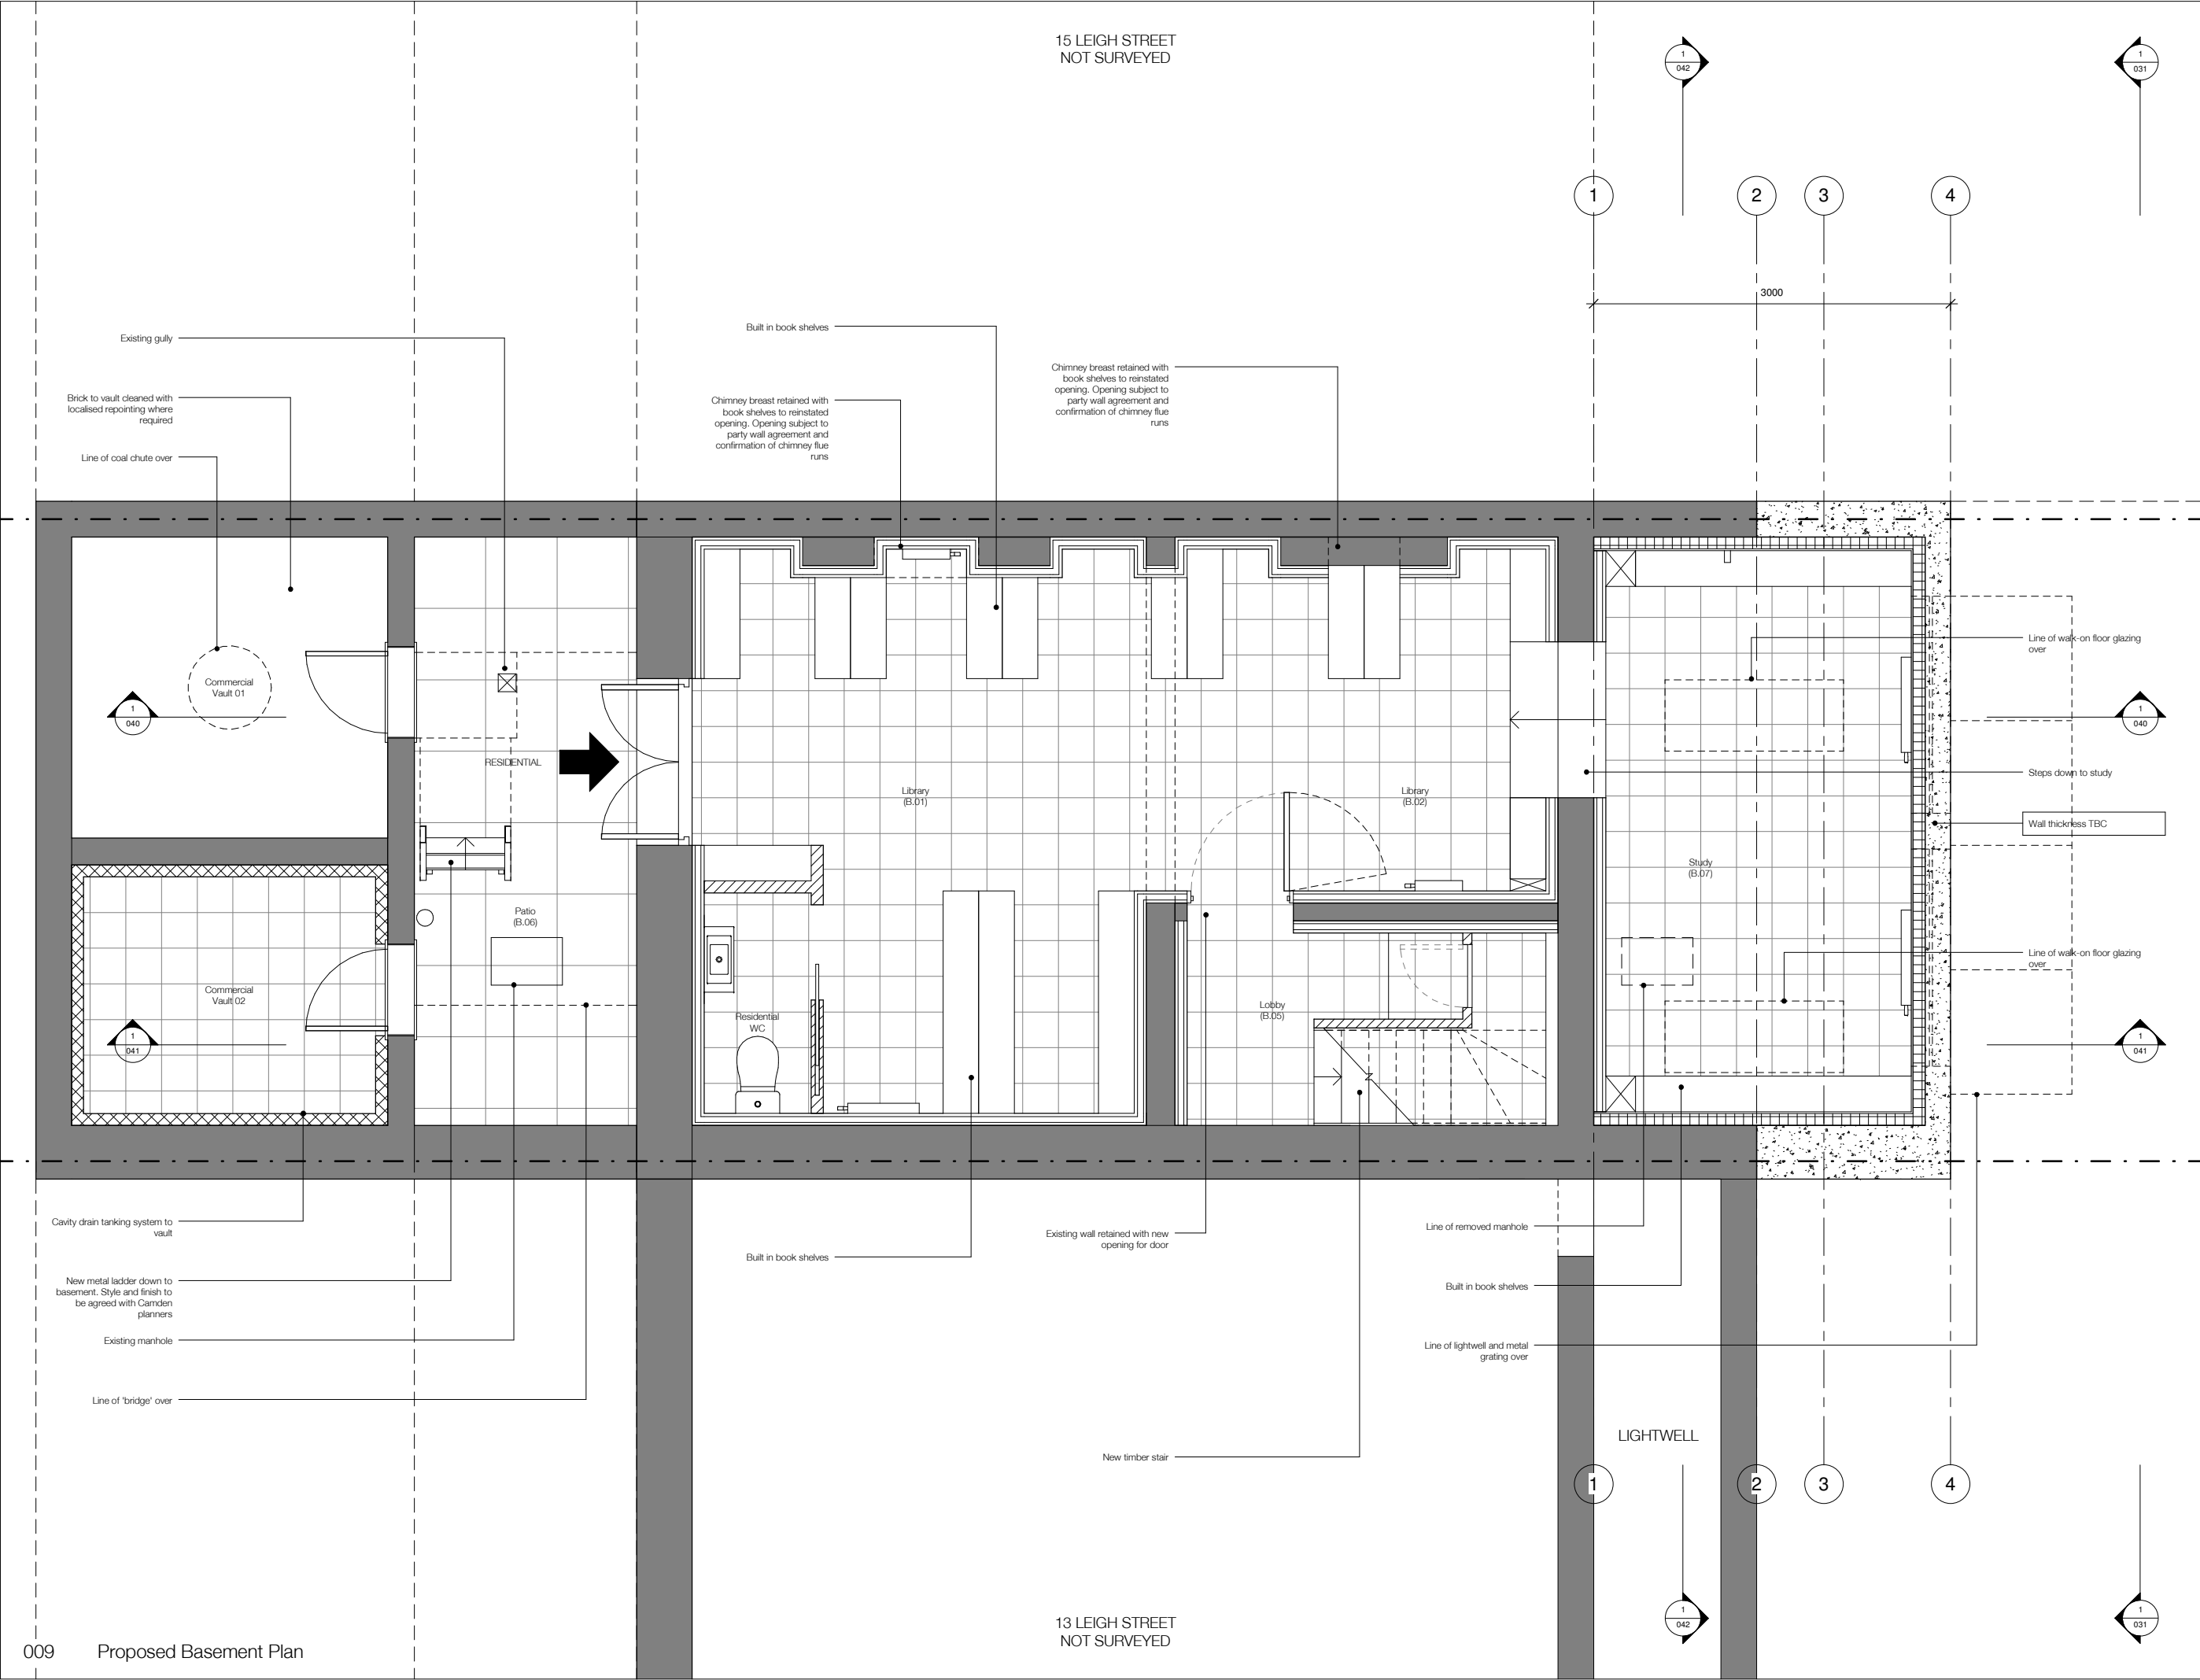 15 LEIGH STREET
NOT SURVEYED
1
042
1
031
1
2
3
4
3000
Existing gully
Brick to vault cleaned with
localised repointing where
required
Line of coal chute over
Built in book shelves
Chimney breast retained with
book shelves to reinstated
opening. Opening subject to
party wall agreement and
confirmation of chimney flue
runs
Chimney breast retained with
book shelves to reinstated
opening. Opening subject to
party wall agreement and
confirmation of chimney flue
runs
Commercial
Vault 01
1
040
RESIDENTIAL
Library
(B.01)
Library
(B.02)
Line of walk-on floor glazing
over
1
040
Steps down to study
Wall thickness TBC
Study
(B.07)
Patio
(B.06)
Commercial
Vault 02
1
041
Residential
WC
Lobby
(B.05)
Line of walk-on floor glazing
over
1
041
Cavity drain tanking system to
vault
New metal ladder down to
basement. Style and finish to
be agreed with Camden
planners
Existing manhole
Line of 'bridge' over
Built in book shelves
Existing wall retained with new
opening for door
New timber stair
Line of removed manhole
Built in book shelves
Line of lightwell and metal
grating over
LIGHTWELL
1
2
3
4
13 LEIGH STREET
NOT SURVEYED
1
042
1
031
009 Proposed Basement Plan